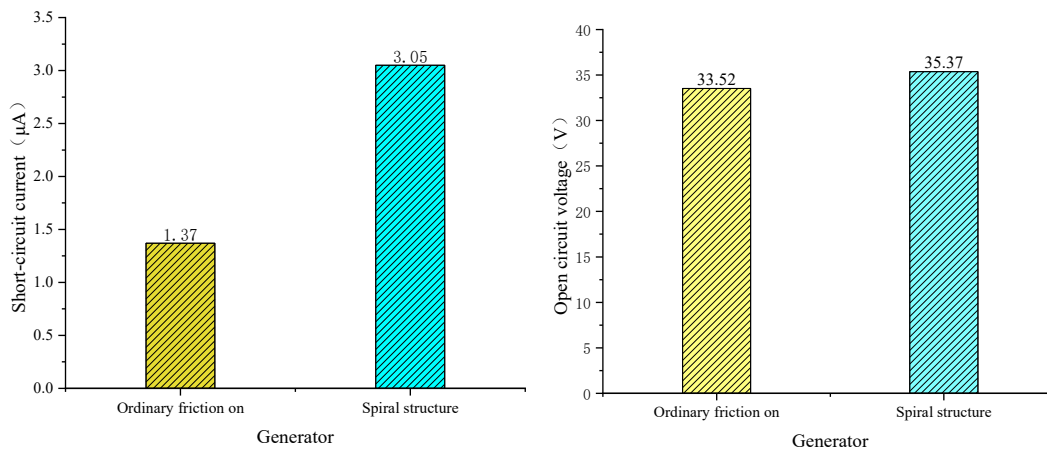 3.5
3.0
2.5
2.0
1.5
1.0
0.5
0.0
Short-circuit current（μA）
1.37
3.05
Ordinary friction on
Spiral structure
Generator
40
35
30
25
20
15
10
5
0
Open circuit voltage（V）
33.52
35.37
Ordinary friction on
Spiral structure
Generator